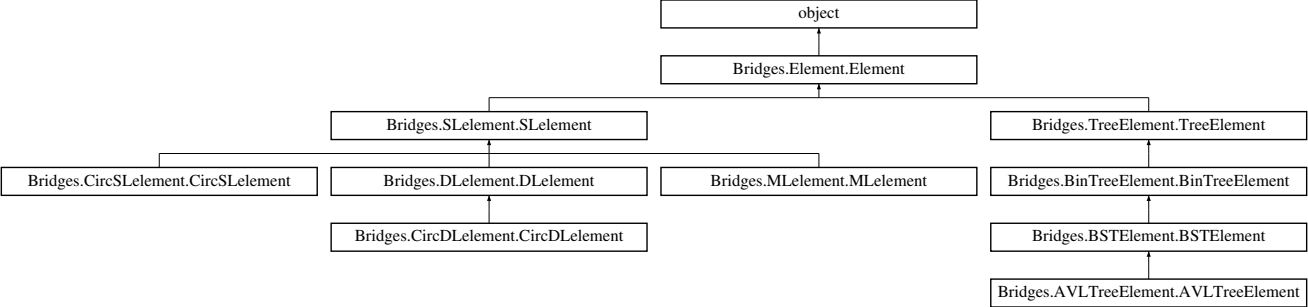 object
Bridges.Element.Element
Bridges.SLelement.SLelement
Bridges.TreeElement.TreeElement
Bridges.CircSLelement.CircSLelement
Bridges.DLelement.DLelement
Bridges.MLelement.MLelement
Bridges.BinTreeElement.BinTreeElement
Bridges.CircDLelement.CircDLelement
Bridges.BSTElement.BSTElement
Bridges.AVLTreeElement.AVLTreeElement